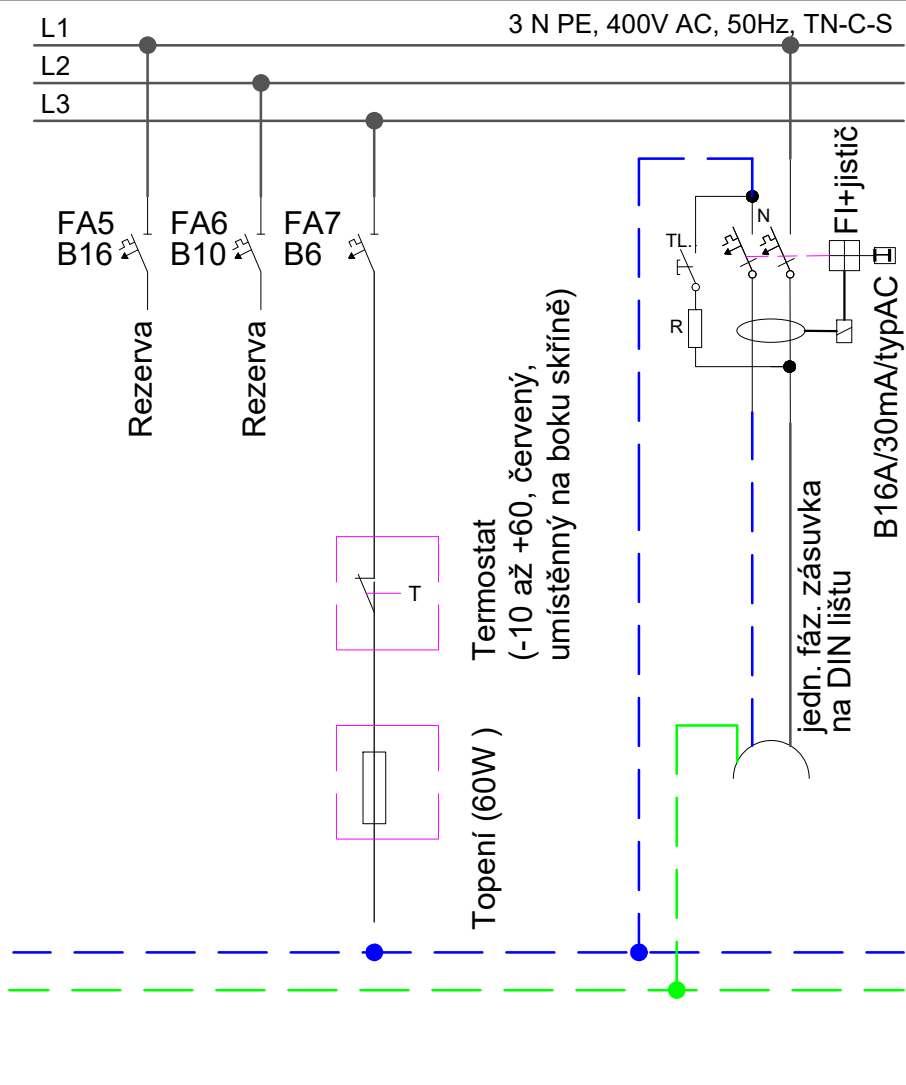 L1
3 N PE, 400V AC, 50Hz, TN-C-S
L2
L3
FA5
B16
FA6
B10
FA7
B6
Rezerva
Rezerva
Termostat
(-10 až +60, červený,
umístěnný na boku skříně)
T
Topení (60W )
N
TL.
R
FI+jistič
B16A/30mA/typAC
jedn. fáz. zásuvka
na DIN lištu